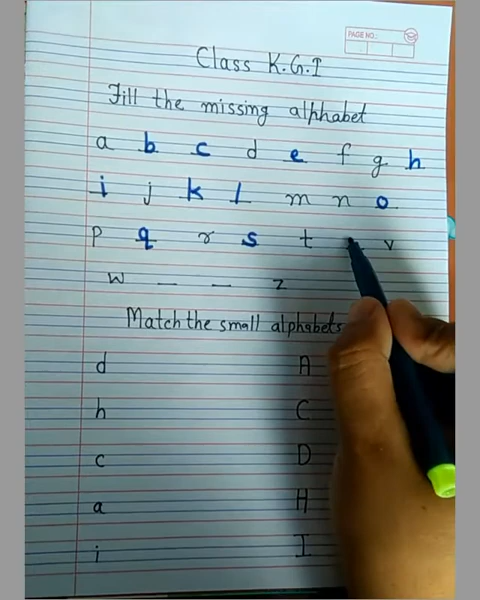 PAGE NO.:
Class K.G.I
Fill the missing alphabet
a b c d e f g h
i j k l m n o
p q r s t _ v
w _ _ z
Match the small alphabets
d A
h C
c D
a H
i I